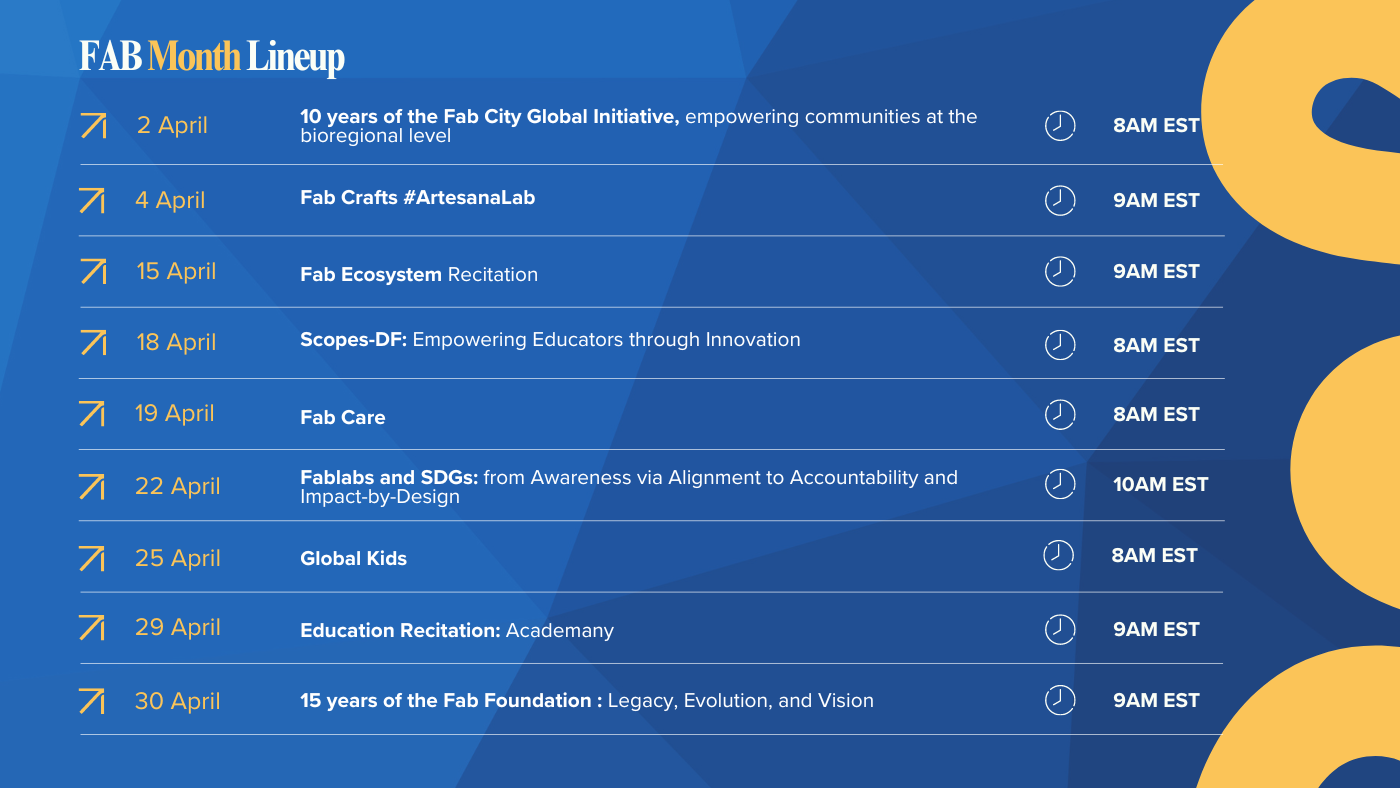 FAB Month Lineup
2 April
10 years of the Fab City Global Initiative, empowering communities at the
bioregional level
8AM EST
4 April
Fab Crafts #ArtesanaLab
9AM EST
15 April
Fab Ecosystem Recitation
9AM EST
18 April
Scopes-DF: Empowering Educators through Innovation
8AM EST
19 April
Fab Care
8AM EST
22 April
Fablabs and SDGs: from Awareness via Alignment to Accountability and
Impact-by-Design
10AM EST
25 April
Global Kids
8AM EST
29 April
Education Recitation: Academany
9AM EST
30 April
15 years of the Fab Foundation : Legacy, Evolution, and Vision
9AM EST